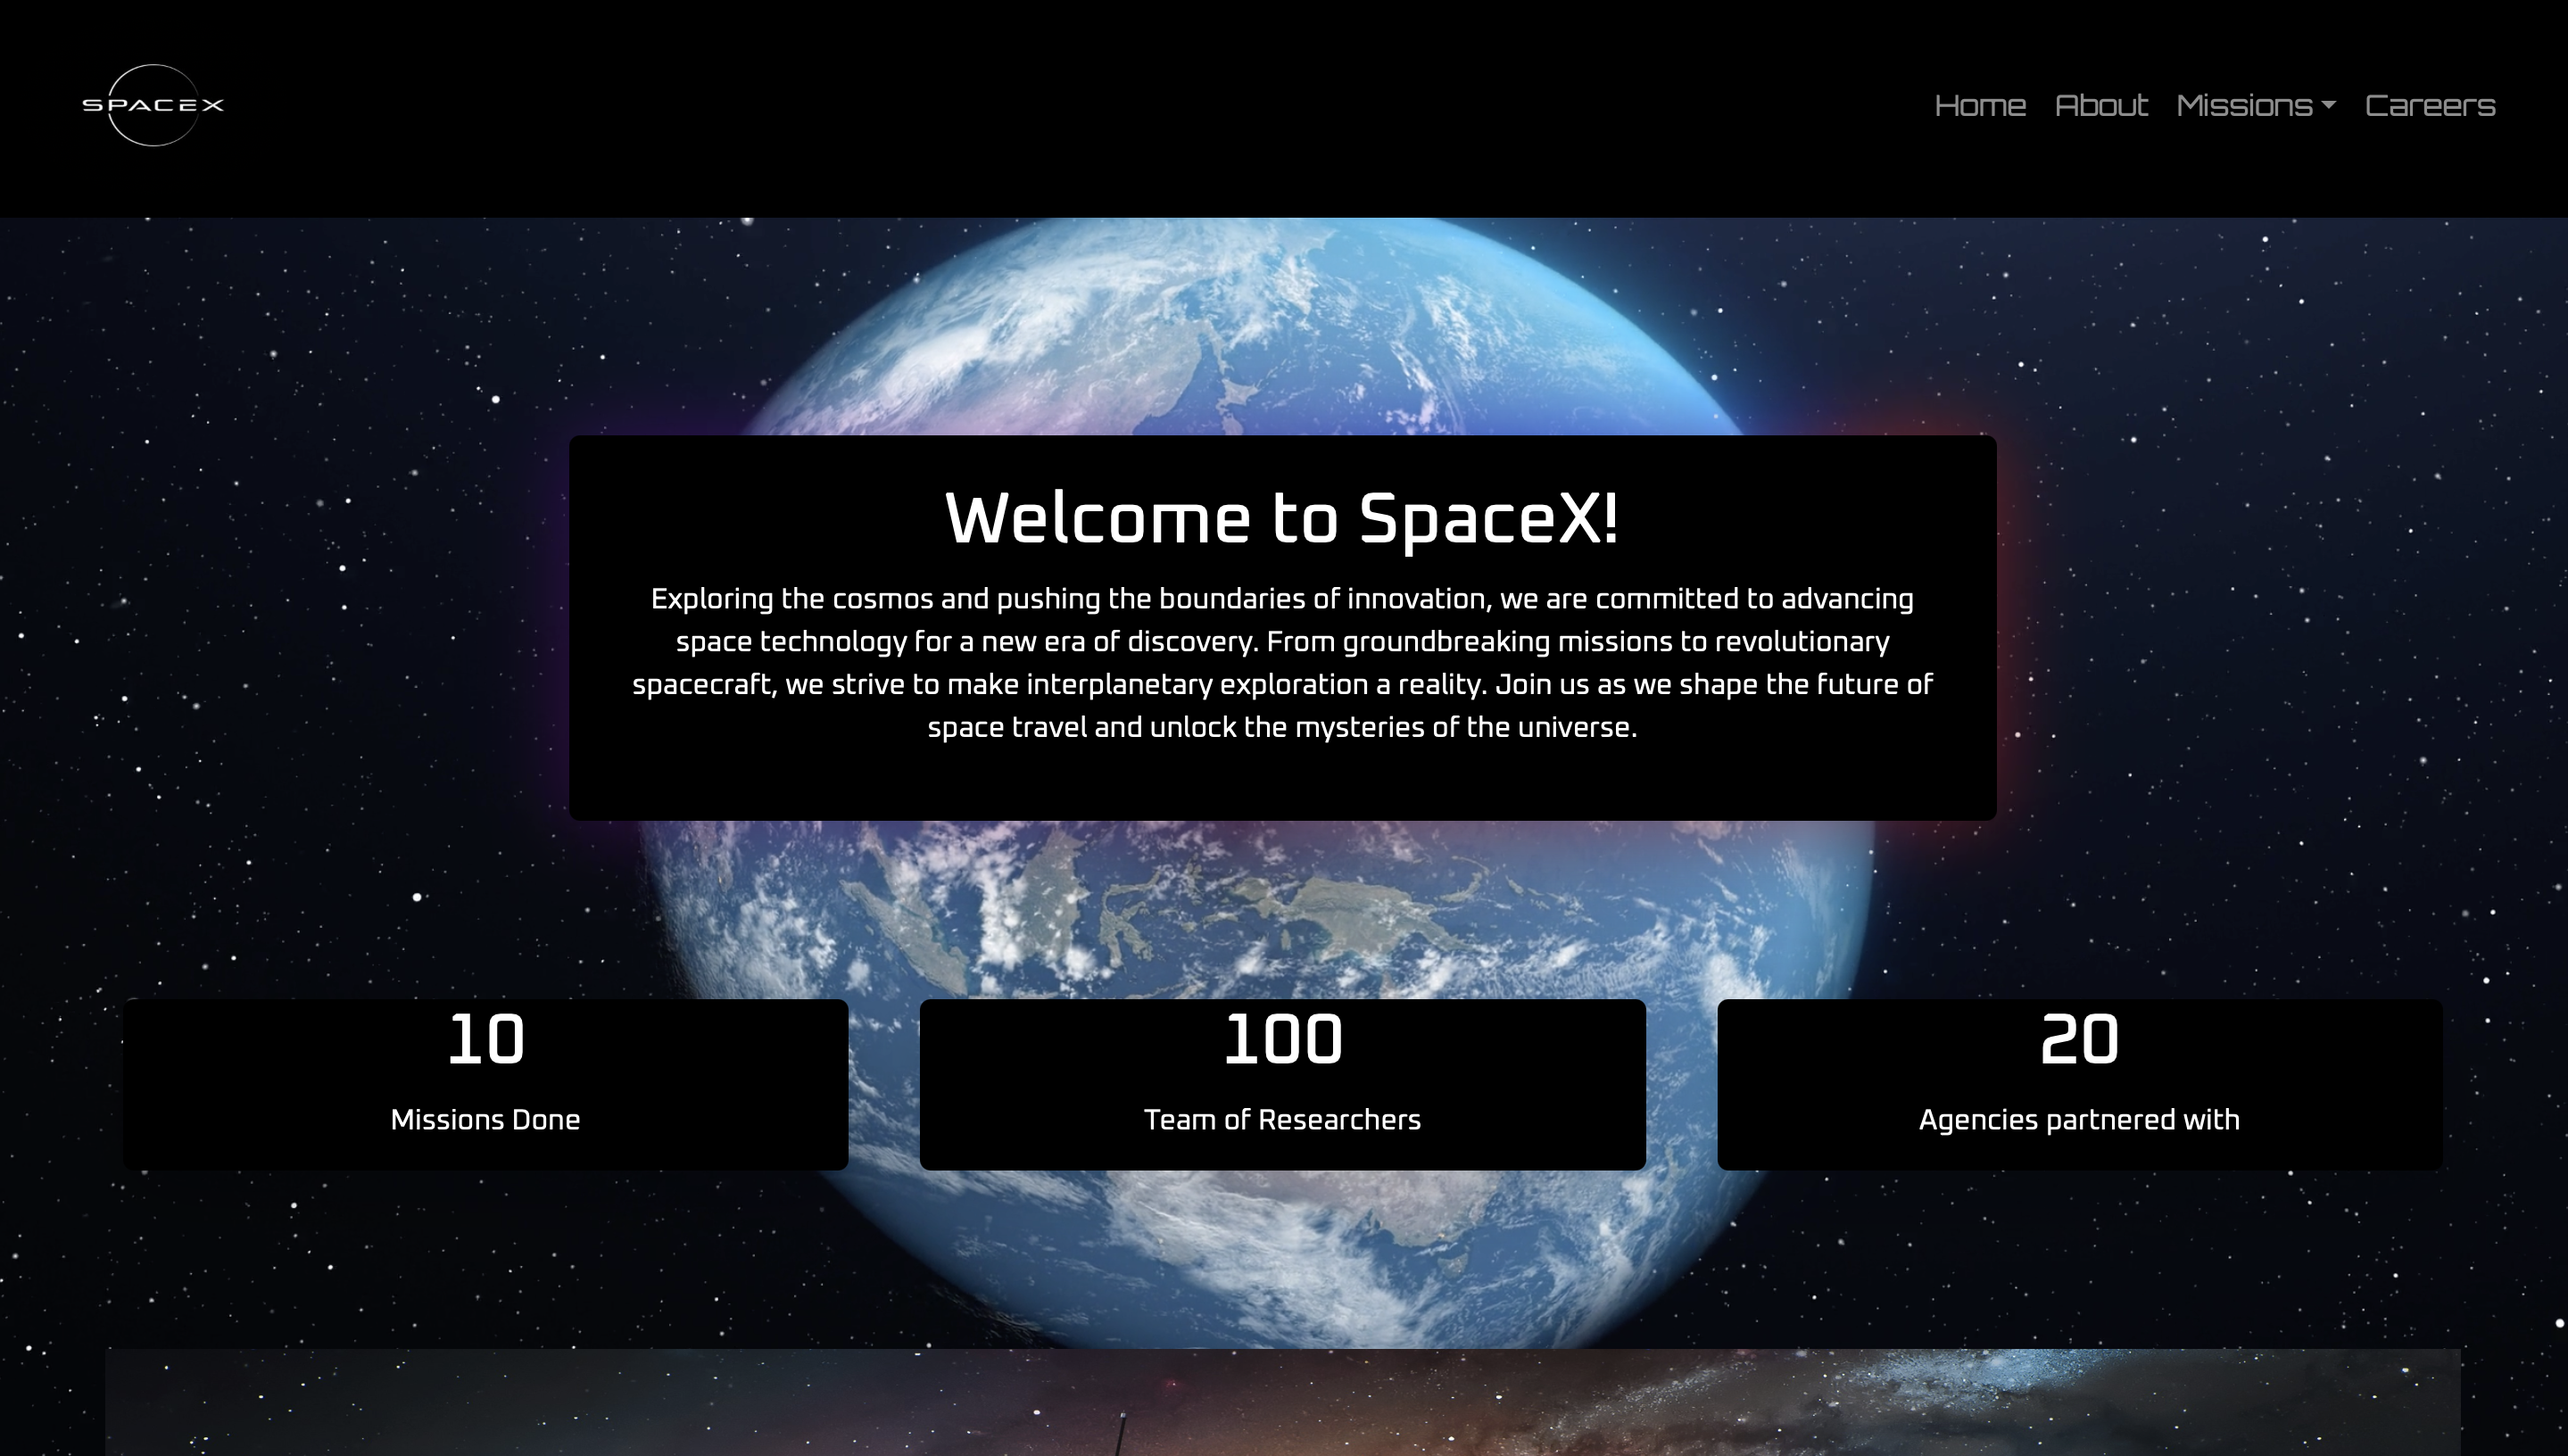 SPACEX
Home About Missions Careers
Welcome to SpaceX!
Exploring the cosmos and pushing the boundaries of innovation, we are committed to advancing
space technology for a new era of discovery. From groundbreaking missions to revolutionary
spacecraft, we strive to make interplanetary exploration a reality. Join us as we shape the future of
space travel and unlock the mysteries of the universe.
10
Missions Done
100
Team of Researchers
20
Agencies partnered with